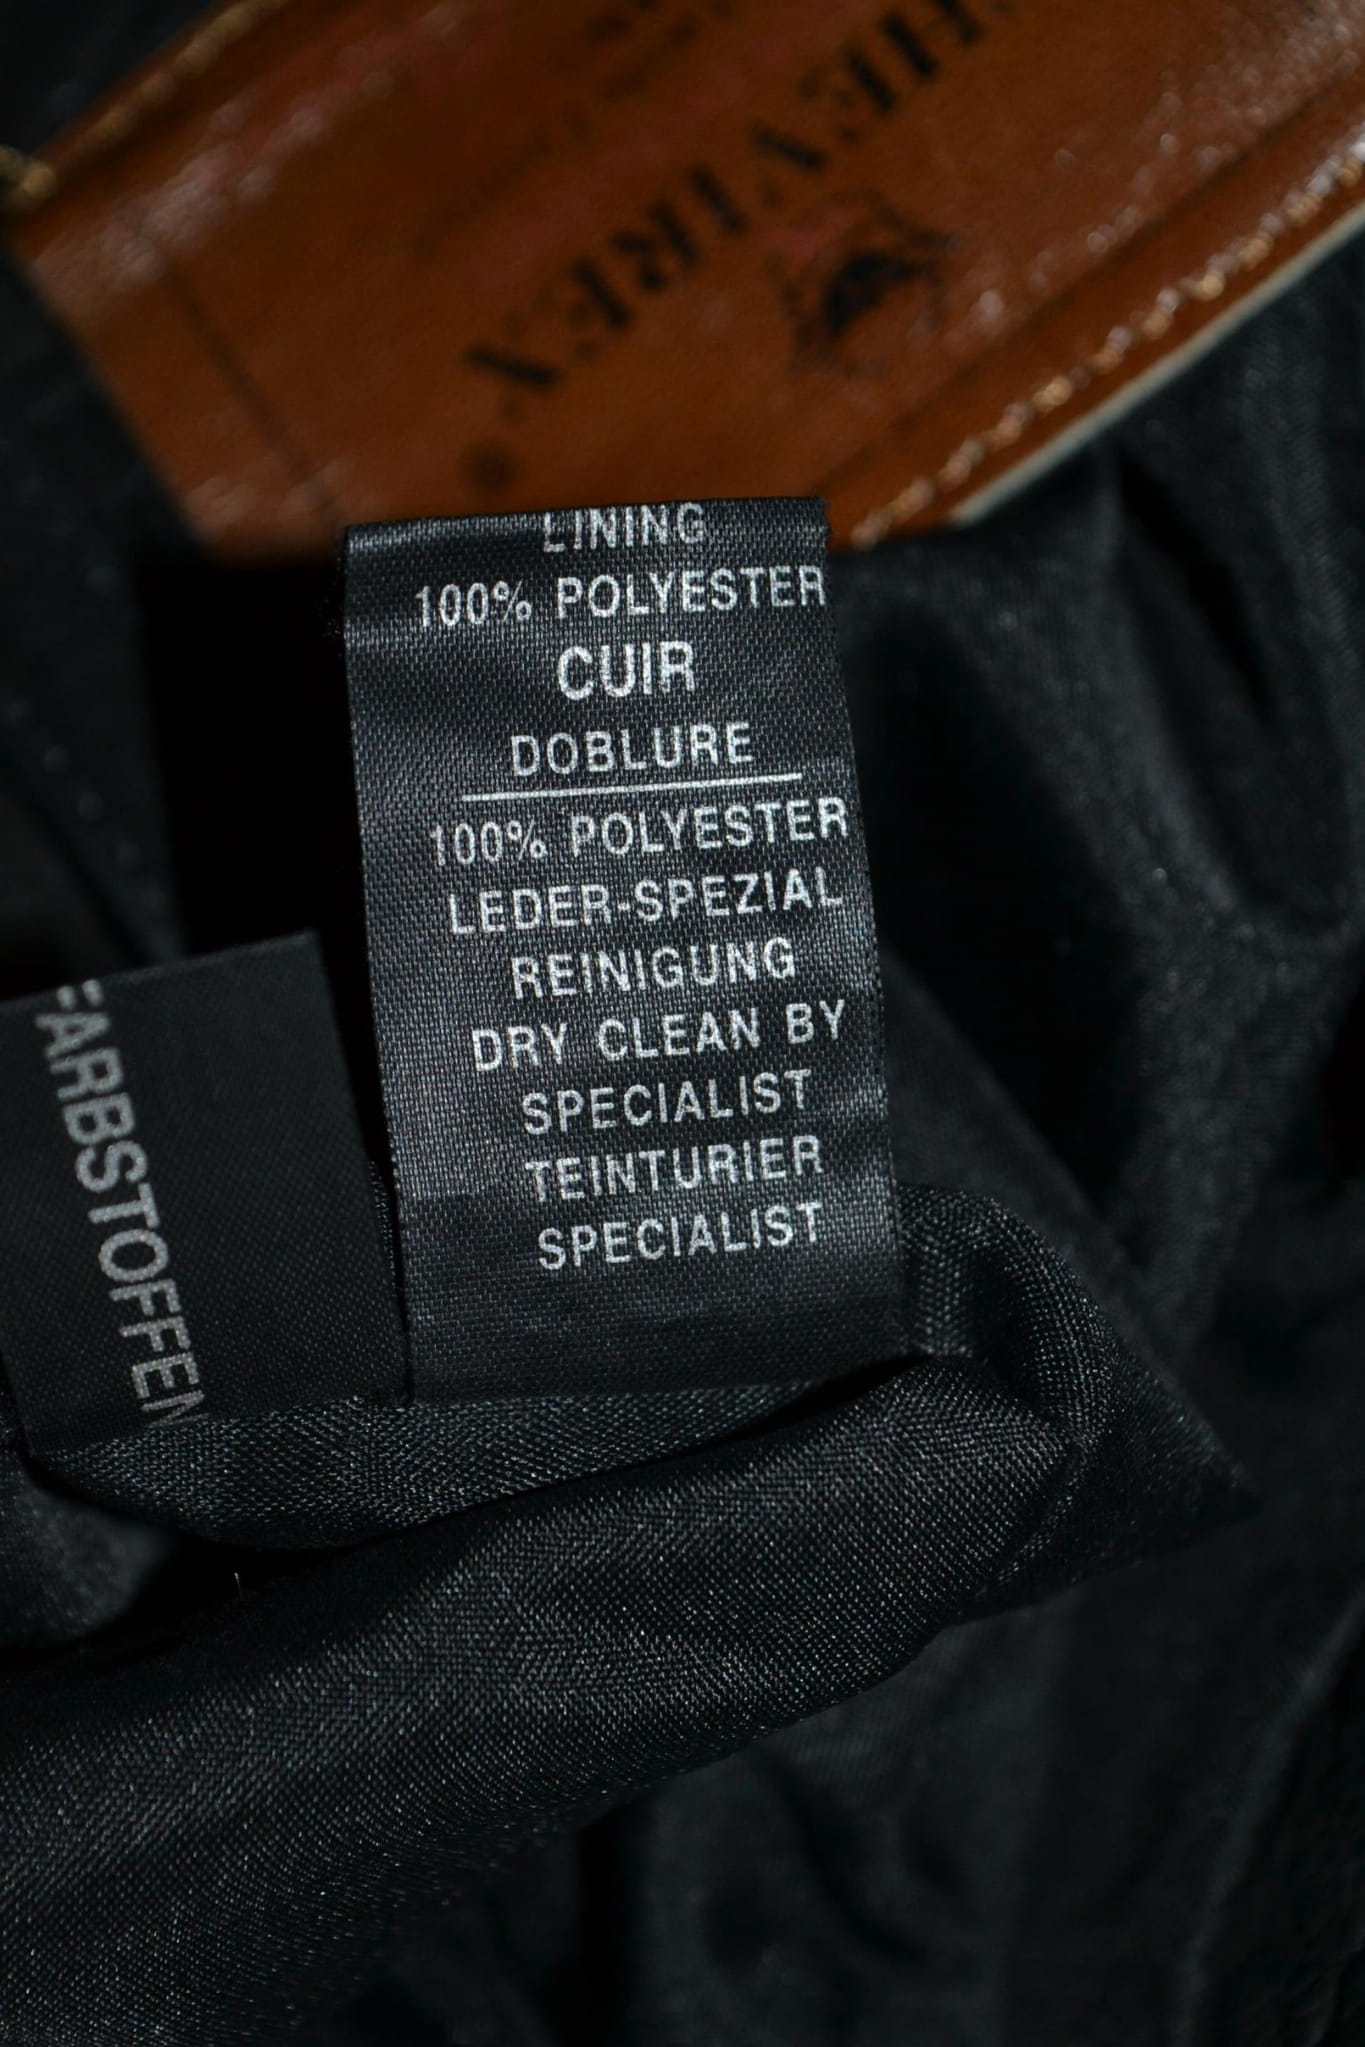 LINING
100% POLYESTER
CUIR
DOBLURE
100% POLYESTER
LEDER-SPEZIAL
REINIGUNG
DRY CLEAN BY
SPECIALIST
TEINTURIER
SPECIALIST
FARBSTOFFEN